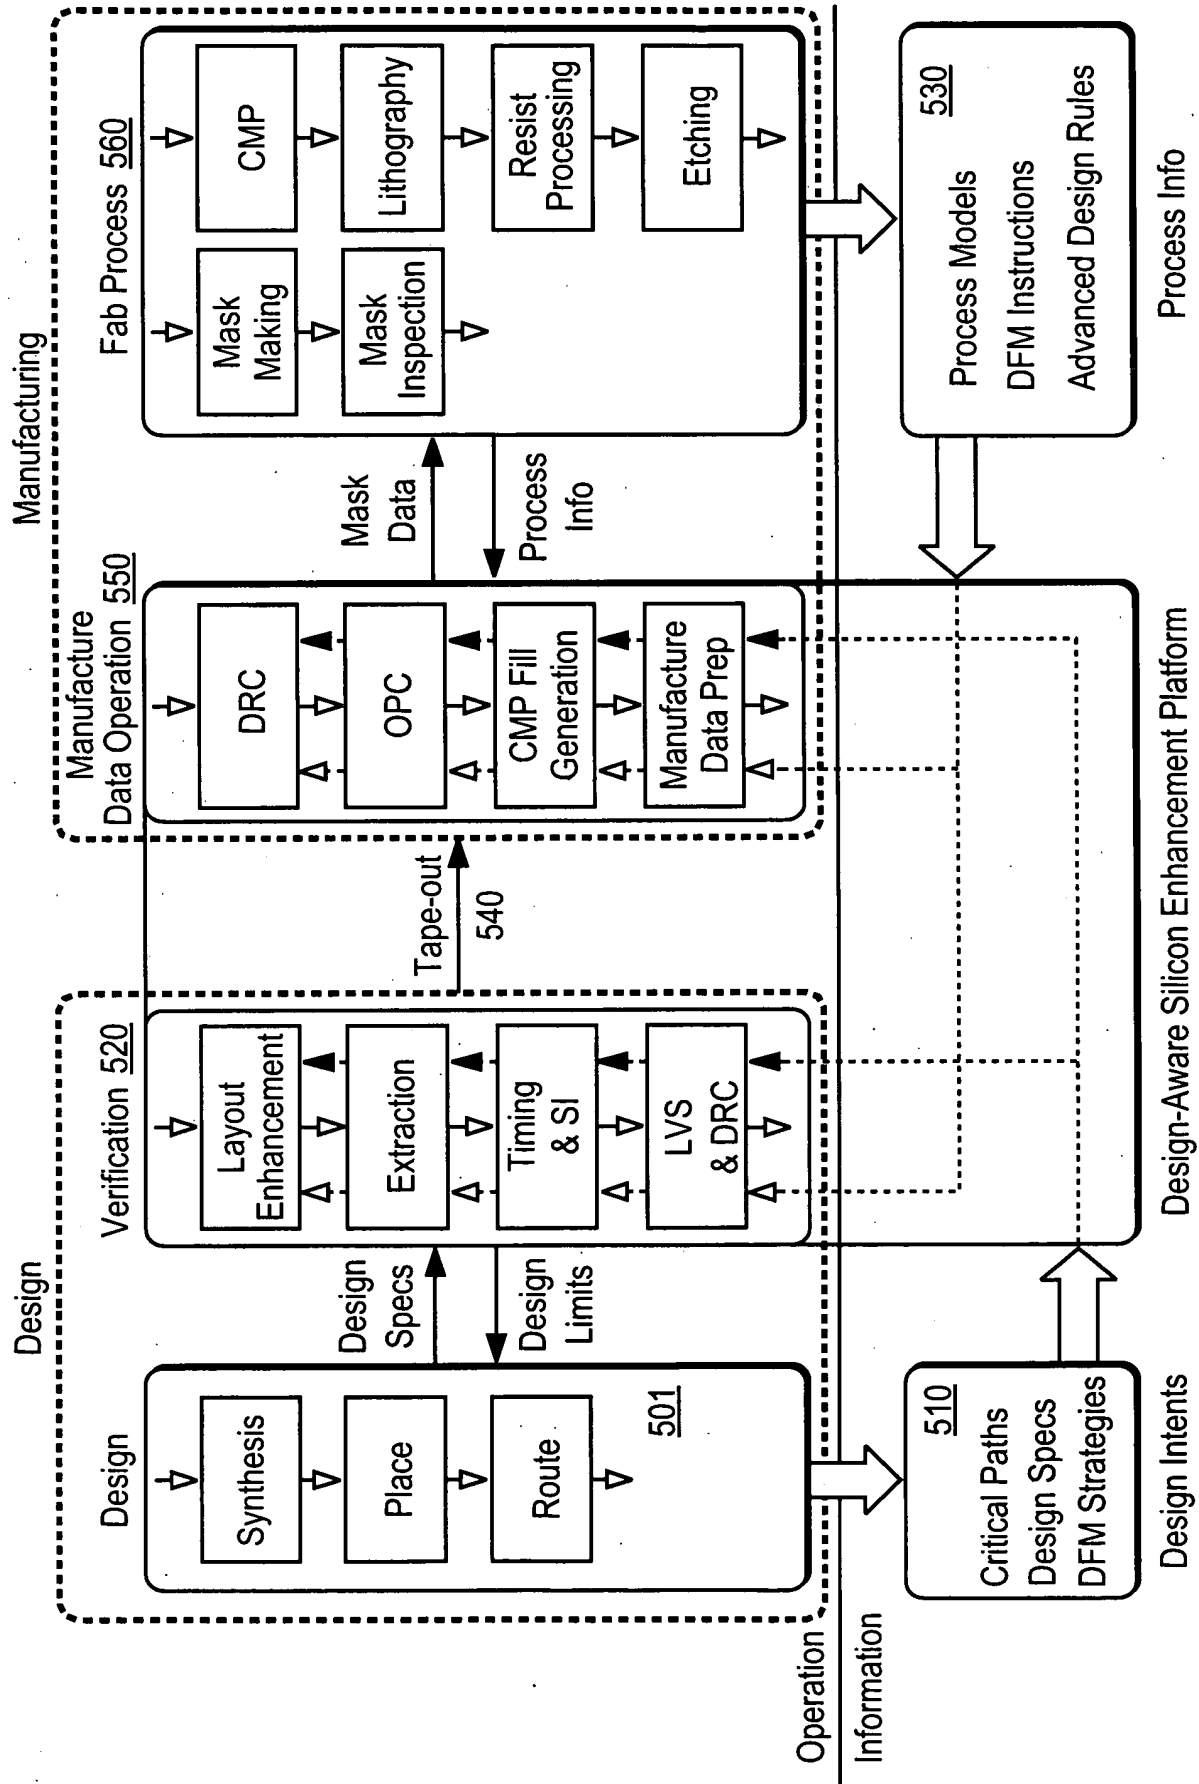 Design
Manufacturing
Design
Synthesis
Place
Route
501
Design
Specs
Design
Limits
Verification 520
Layout
Enhancement
Extraction
Timing
& SI
LVS
& DRC
Tape-out
540
Manufacture
Data Operation 550
DRC
OPC
CMP Fill
Generation
Manufacture
Data Prep
Mask
Data
Process
Info
Fab Process 560
Mask
Making
Mask
Inspection
CMP
Lithography
Resist
Processing
Etching
Operation
Information
510
Critical Paths
Design Specs
DFM Strategies
Design Intents
Design-Aware Silicon Enhancement Platform
530
Process Models
DFM Instructions
Advanced Design Rules
Process Info